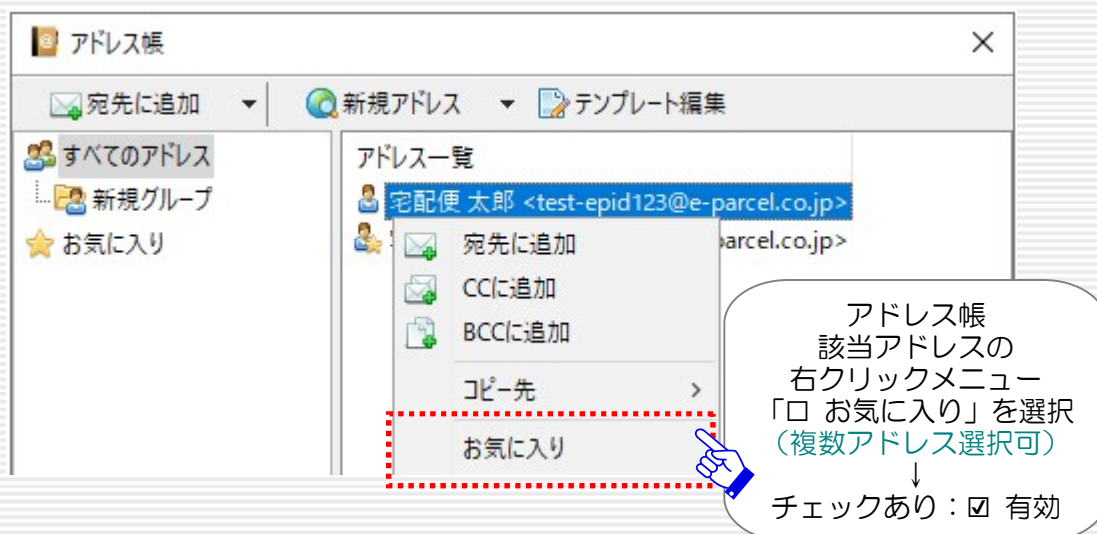 アドレス帳
宛先に追加
新規アドレス
テンプレート編集
すべてのアドレス
新規グループ
お気に入り
アドレス一覧
宅配便 太郎 <test-epid123@e-parcel.co.jp>
arcel.co.jp>
宛先に追加
CCに追加
BCCに追加
コピー先
お気に入り
アドレス帳
該当アドレスの
右クリックメニュー
「□ お気に入り」を選択
（複数アドレス選択可）
↓
チェックあり：☑ 有効